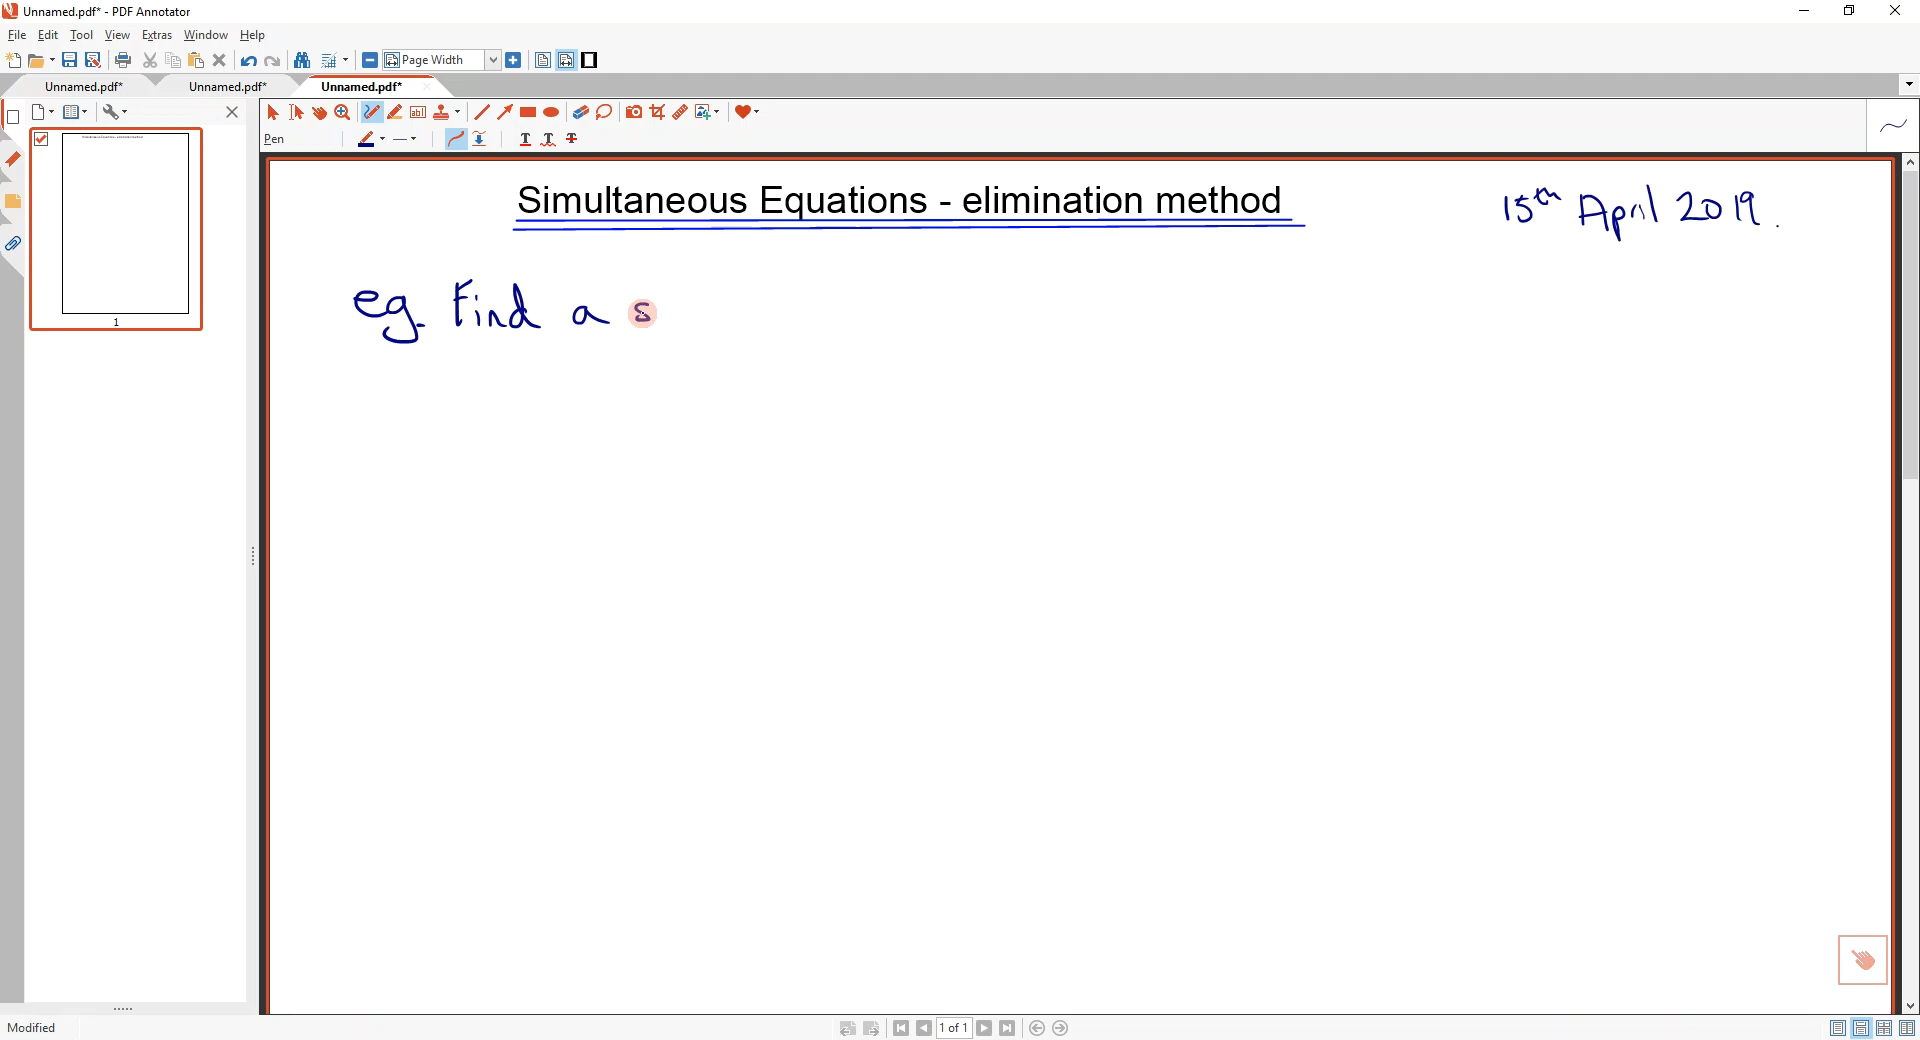 Unnamed.pdf* - PDF Annotator
File Edit Tool View Extras Window Help
Page Width
Unnamed.pdf* Unnamed.pdf* Unnamed.pdf*
Pen
1
Simultaneous Equations - elimination method
15th April 2019.
eg. Find a s
Modified
1 of 1